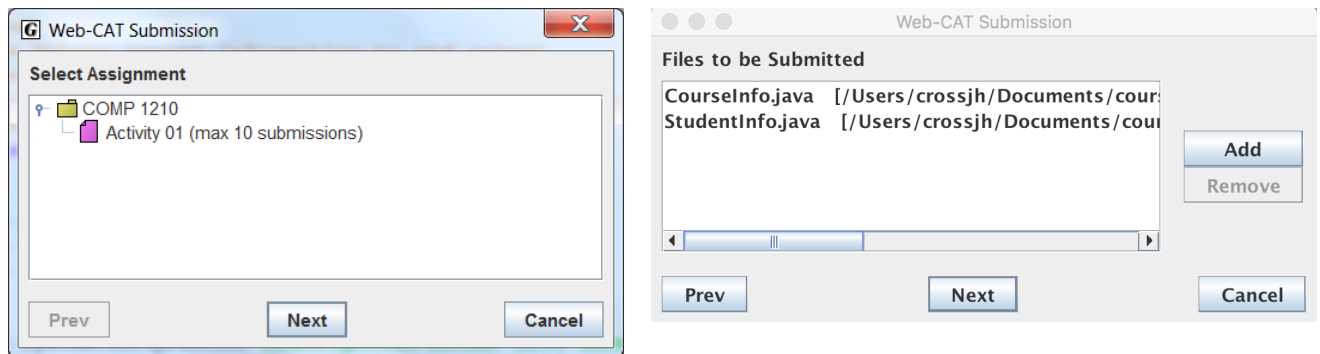 G Web-CAT Submission
Select Assignment
COMP 1210
Activity 01 (max 10 submissions)
Prev Next Cancel
Web-CAT Submission
Files to be Submitted
CourseInfo.java [/Users/crossjh/Documents/cour
StudentInfo.java [/Users/crossjh/Documents/cou
Add
Remove
Prev Next Cancel